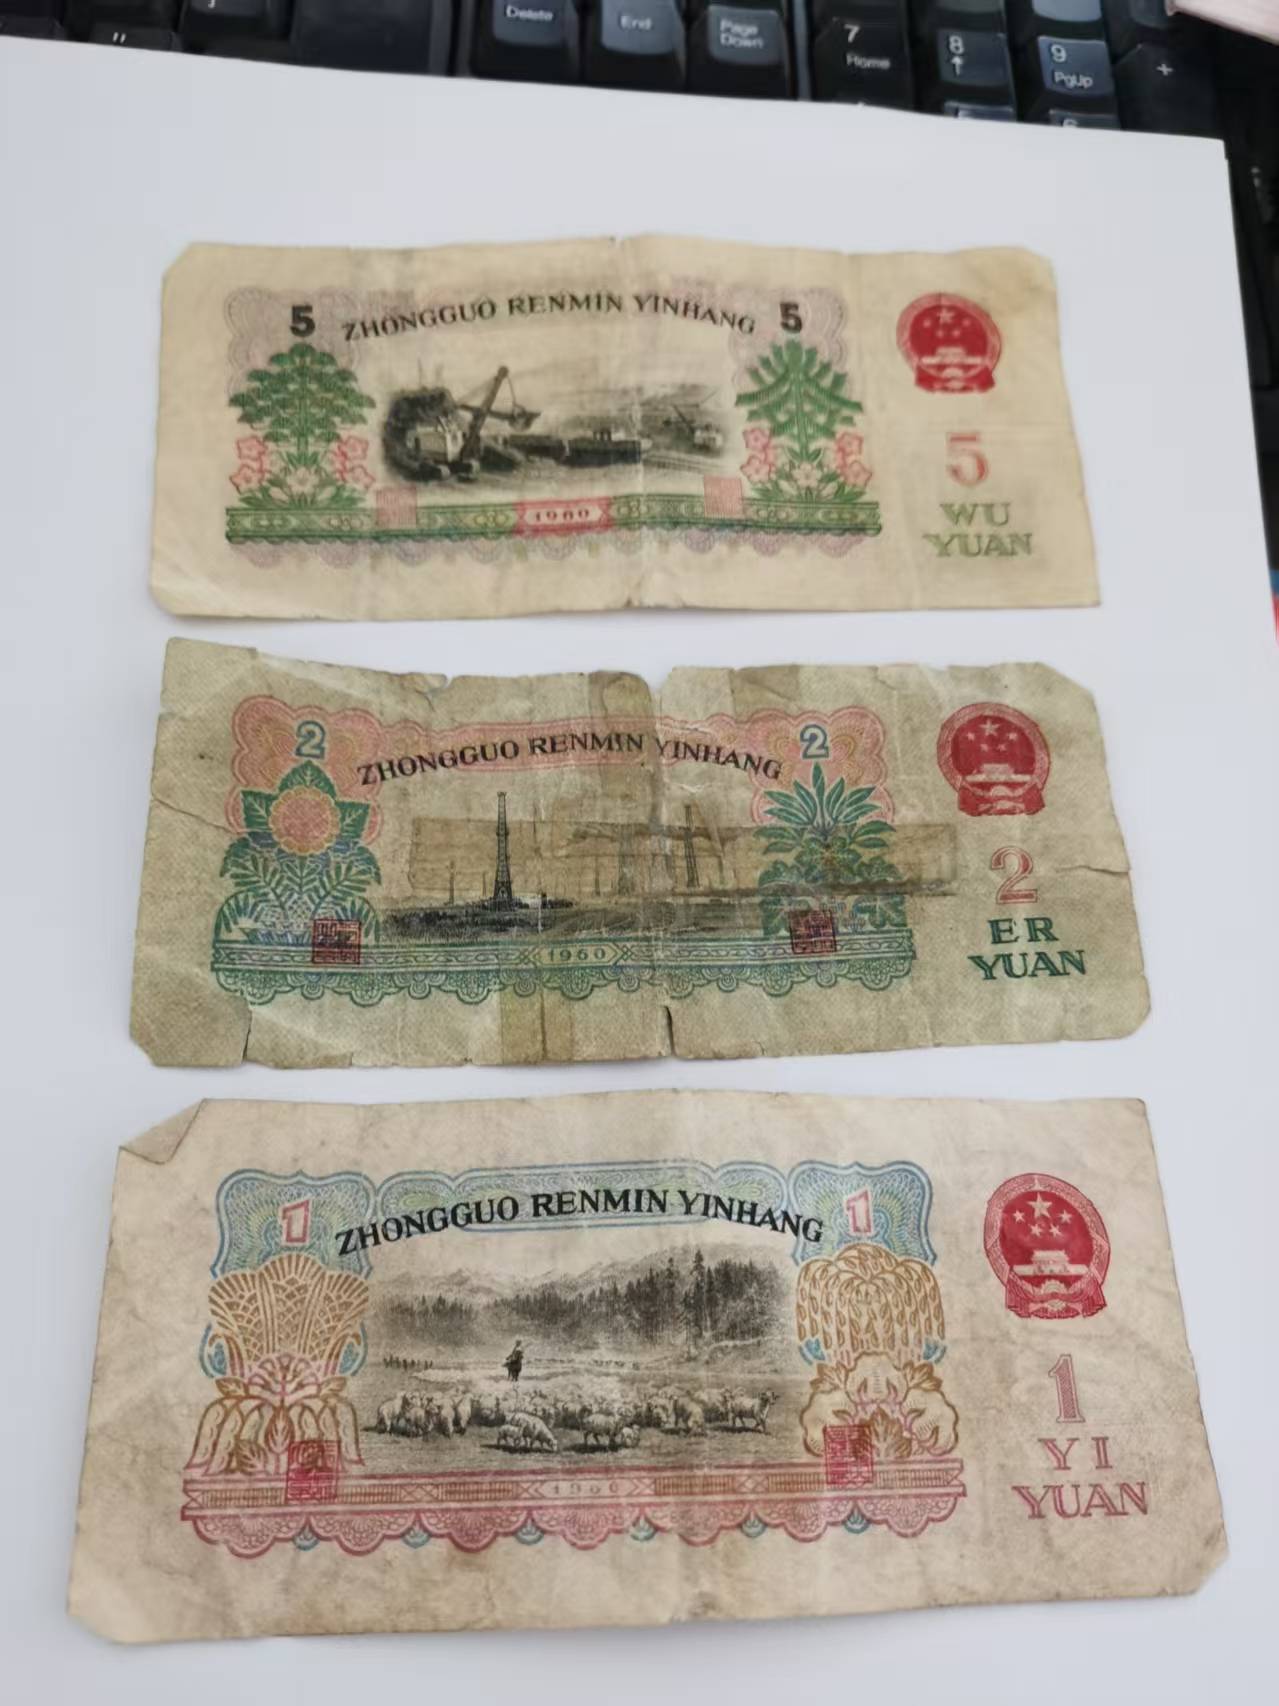 Delete
End
Page
Down
7
Home
8
↑
9
PgUp
+
5 ZHONGGUO RENMIN YINHANG 5
5
WU
YUAN
1960
2 ZHONGGUO RENMIN YINHANG 2
2
ER
YUAN
1960
1 ZHONGGUO RENMIN YINHANG 1
1
YI
YUAN
1960